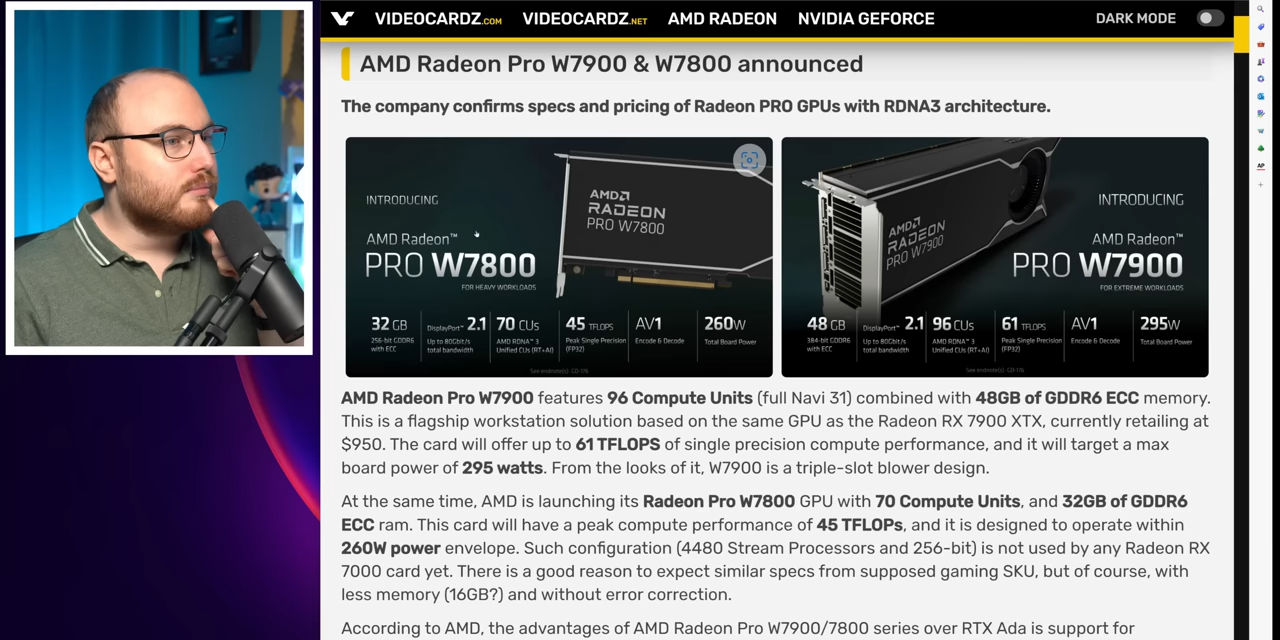 VIDEOCARDZ.COM
VIDEOCARDZ.NET
AMD RADEON
NVIDIA GEFORCE
DARK MODE
AMD Radeon Pro W7900 & W7800 announced
The company confirms specs and pricing of Radeon PRO GPUs with RDNA3 architecture.
INTRODUCING
AMD Radeon™
PRO W7800
FOR HEAVY WORKLOADS
AMD
RADEON
PRO W7800
32 GB
256-bit GDDR6
with ECC
DisplayPort™ 2.1
Up to 80Gbit/s
total bandwidth
70 CUs
AMD RDNA™ 3
Unified CUs (RT+AI)
45 TFLOPS
Peak Single Precision
(FP32)
AV1
Encode & Decode
260W
Total Board Power
INTRODUCING
AMD Radeon™
PRO W7900
FOR EXTREME WORKLOADS
AMD
RADEON
PRO W7900
48 GB
384-bit GDDR6
with ECC
DisplayPort™ 2.1
Up to 80Gbit/s
total bandwidth
96 CUs
AMD RDNA™ 3
Unified CUs (RT+AI)
61 TFLOPS
Peak Single Precision
(FP32)
AV1
Encode & Decode
295W
Total Board Power
AMD Radeon Pro W7900 features 96 Compute Units (full Navi 31) combined with 48GB of GDDR6 ECC memory.
This is a flagship workstation solution based on the same GPU as the Radeon RX 7900 XTX, currently retailing at
$950. The card will offer up to 61 TFLOPS of single precision compute performance, and it will target a max
board power of 295 watts. From the looks of it, W7900 is a triple-slot blower design.
At the same time, AMD is launching its Radeon Pro W7800 GPU with 70 Compute Units, and 32GB of GDDR6
ECC ram. This card will have a peak compute performance of 45 TFLOPs, and it is designed to operate within
260W power envelope. Such configuration (4480 Stream Processors and 256-bit) is not used by any Radeon RX
7000 card yet. There is a good reason to expect similar specs from supposed gaming SKU, but of course, with
less memory (16GB?) and without error correction.
According to AMD, the advantages of AMD Radeon Pro W7900/7800 series over RTX Ada is support for